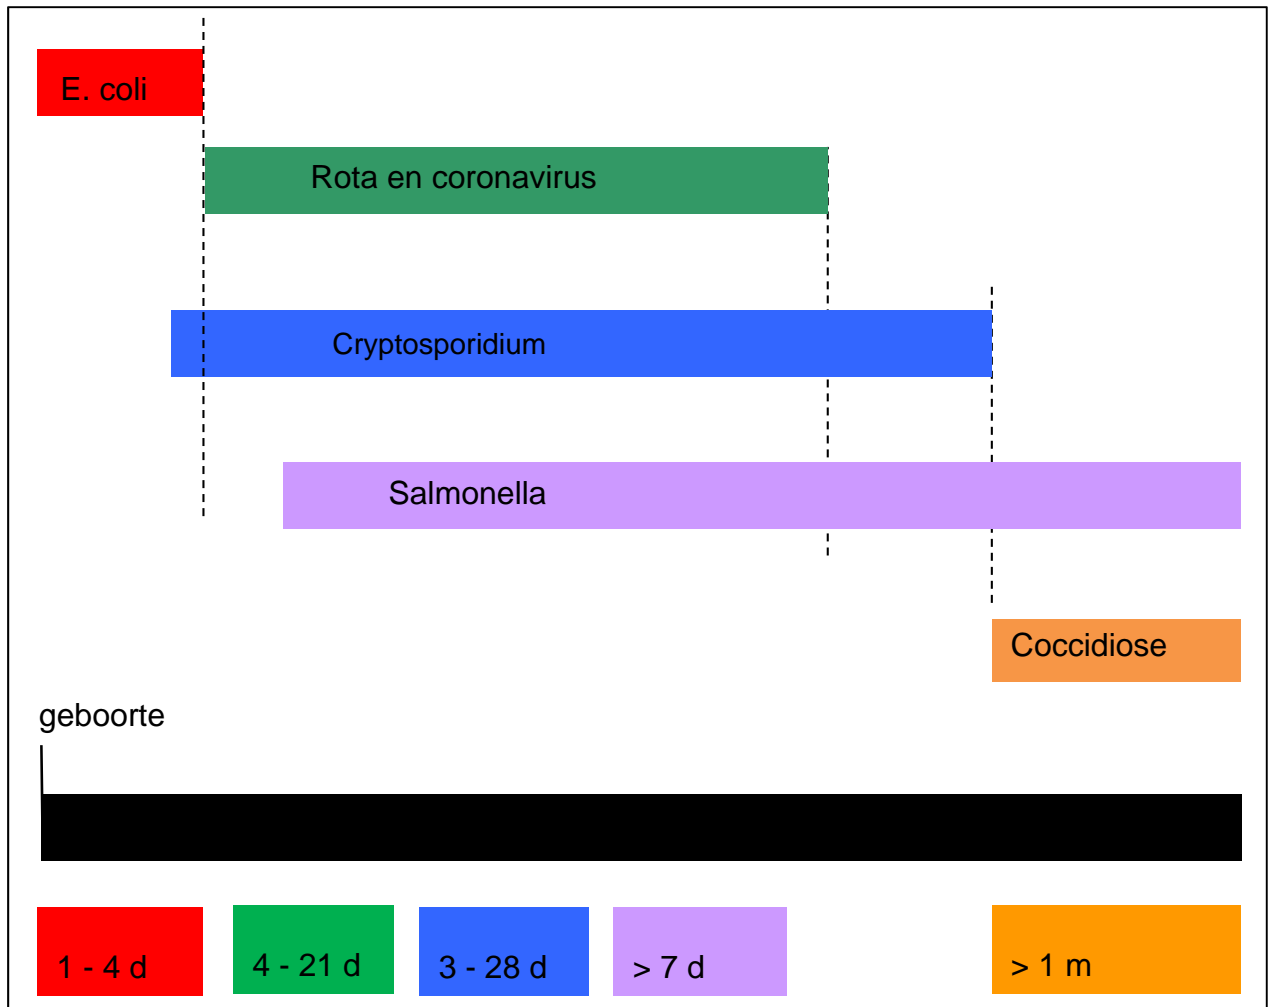 E. coli
Rota en coronavirus
Cryptosporidium
Salmonella
Coccidiose
geboorte
1 - 4 d
4 - 21 d
3 - 28 d
> 7 d
> 1 m